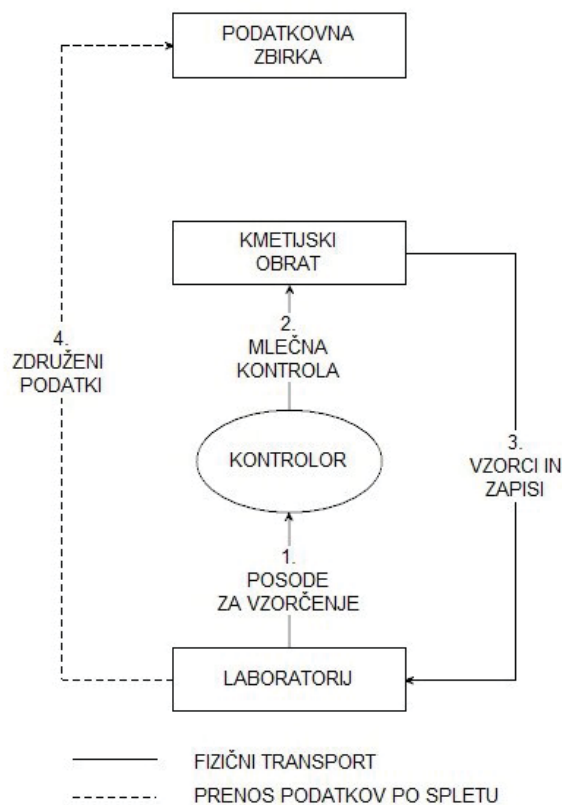 PODATKOVNA
ZBIRKA
KMETIJSKI
OBRAT
2.
MLEČNA
KONTROLA
4.
ZDRUŽENI
PODATKI
KONTROLOR
3.
VZORCI IN
ZAPISI
1.
POSODE
ZA VZORČENJE
LABORATORIJ
FIZIČNI TRANSPORT
PRENOS PODATKOV PO SPLETU